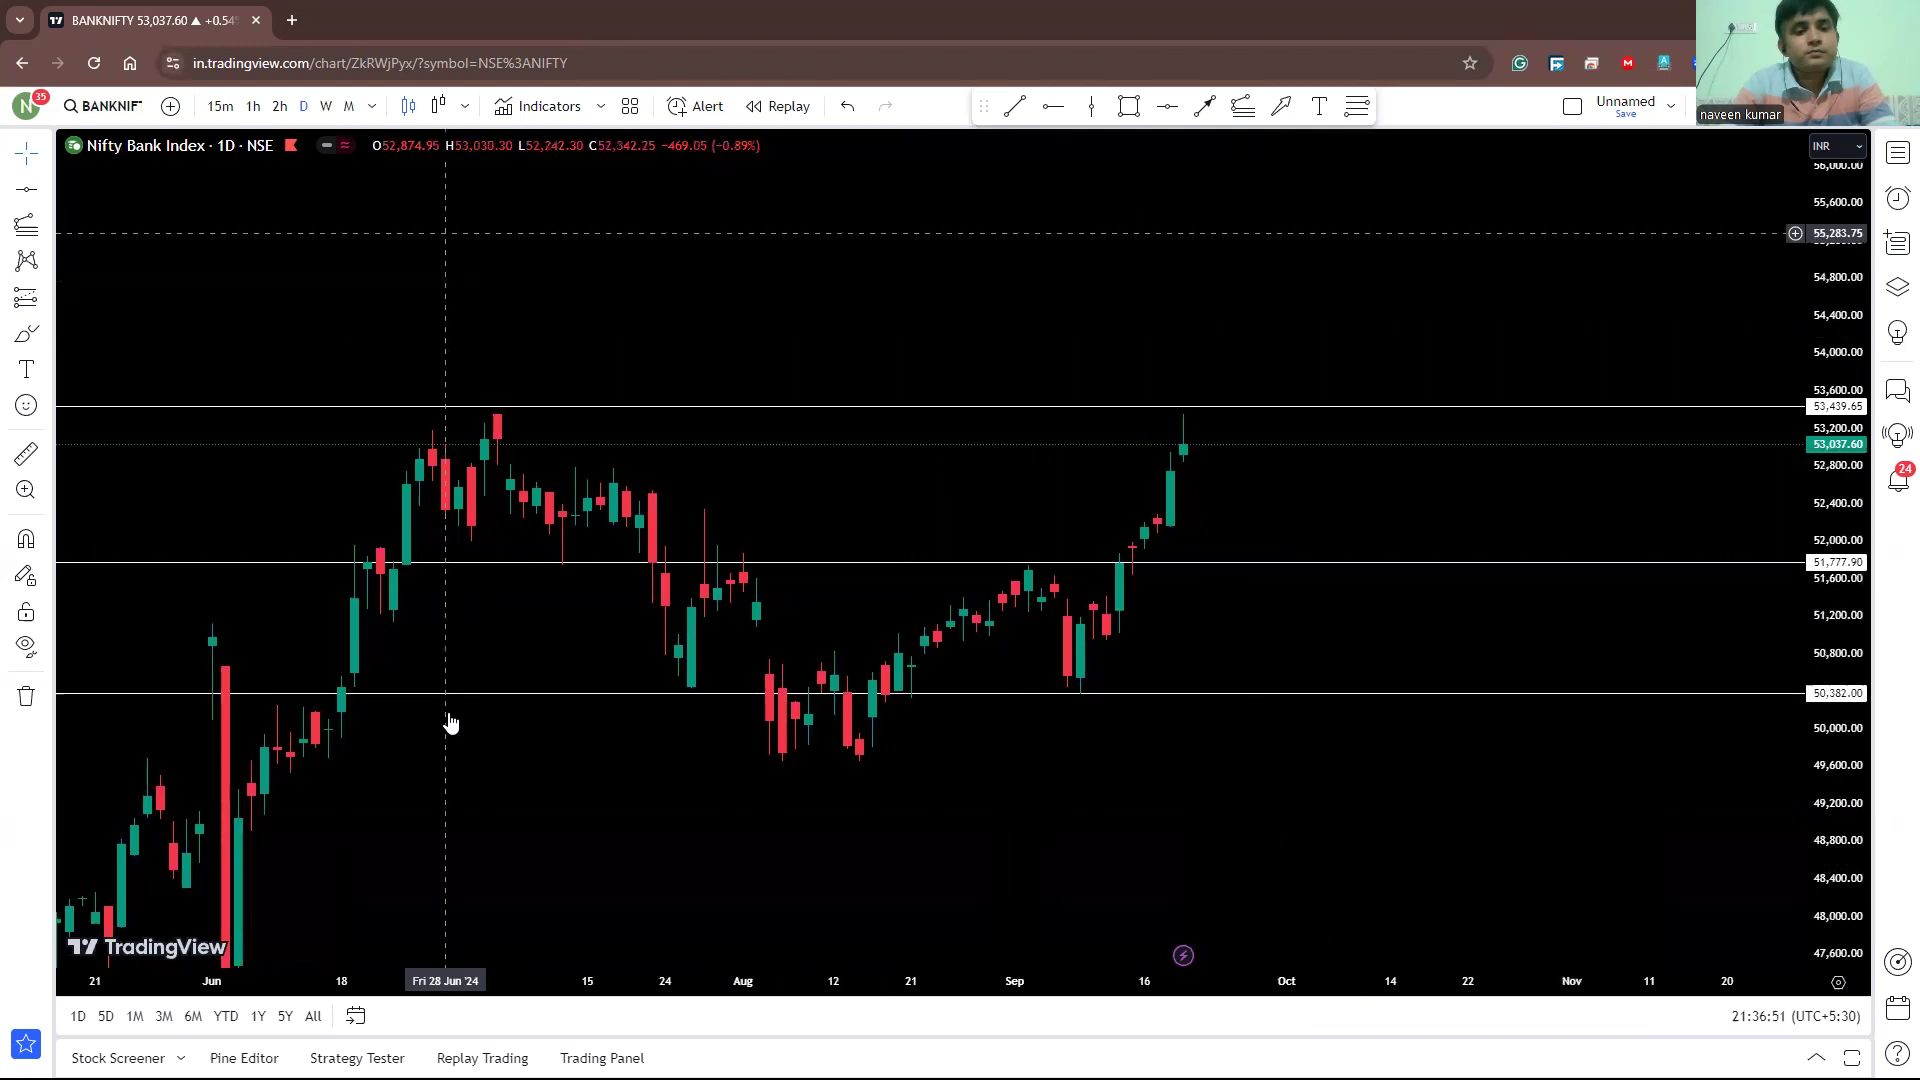 BANKNIFTY 53,037.60 ▲ +0.54%
in.tradingview.com/chart/ZkRWjPyx/?symbol=NSE%3ANIFTY
naveen kumar
N
35
BANKNIF
15m 1h 2h D W M
Indicators
Alert
Replay
Unnamed
Save
Nifty Bank Index · 1D · NSE
O52,874.95 H53,030.30 L52,242.30 C52,342.25 −469.05 (−0.89%)
INR
56,000.00
55,600.00
55,283.75
54,800.00
54,400.00
54,000.00
53,600.00
53,439.65
53,200.00
53,037.60
52,800.00
52,400.00
52,000.00
51,777.90
51,600.00
51,200.00
50,800.00
50,382.00
50,000.00
49,600.00
49,200.00
48,800.00
48,400.00
48,000.00
47,600.00
24
TradingView
21 Jun 18 Fri 28 Jun '24 15 24 Aug 12 21 Sep 16 Oct 14 22 Nov 11 20
1D 5D 1M 3M 6M YTD 1Y 5Y All
21:36:51 (UTC+5:30)
Stock Screener Pine Editor Strategy Tester Replay Trading Trading Panel